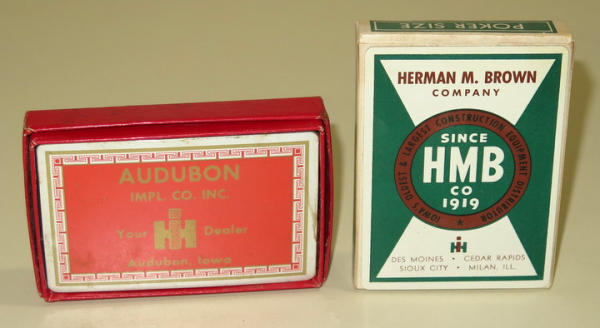 AUDUBON
IMPL. CO. INC.
Your IH Dealer
Audubon, Iowa
POKER SIZE
HERMAN M. BROWN
COMPANY
IOWA'S OLDEST & LARGEST CONSTRUCTION EQUIPMENT DISTRIBUTOR
SINCE
HMB
CO
1919
IH
DES MOINES • CEDAR RAPIDS
SIOUX CITY • MILAN, ILL.